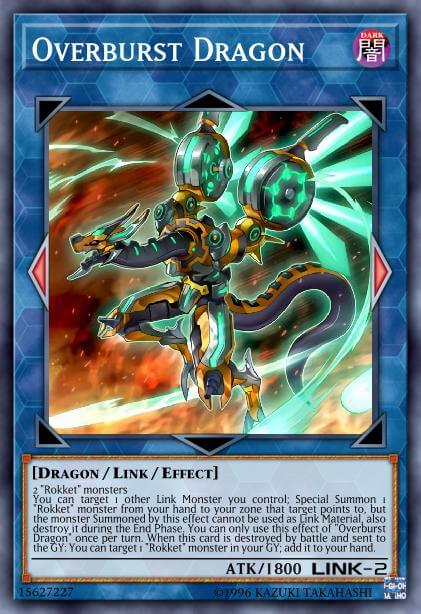 OVERBURST DRAGON
DARK
闇
[DRAGON / LINK / EFFECT]
2 "Rokket" monsters
You can target 1 other Link Monster you control; Special Summon 1
"Rokket" monster from your hand to your zone that target points to, but
the monster Summoned by this effect cannot be used as Link Material, also
destroy it during the End Phase. You can only use this effect of "Overburst
Dragon" once per turn. When this card is destroyed by battle and sent to
the GY: You can target 1 "Rokket" monster in your GY; add it to your hand.
ATK/1800 LINK-2
15627227 ©1996 KAZUKI TAKAHASHI